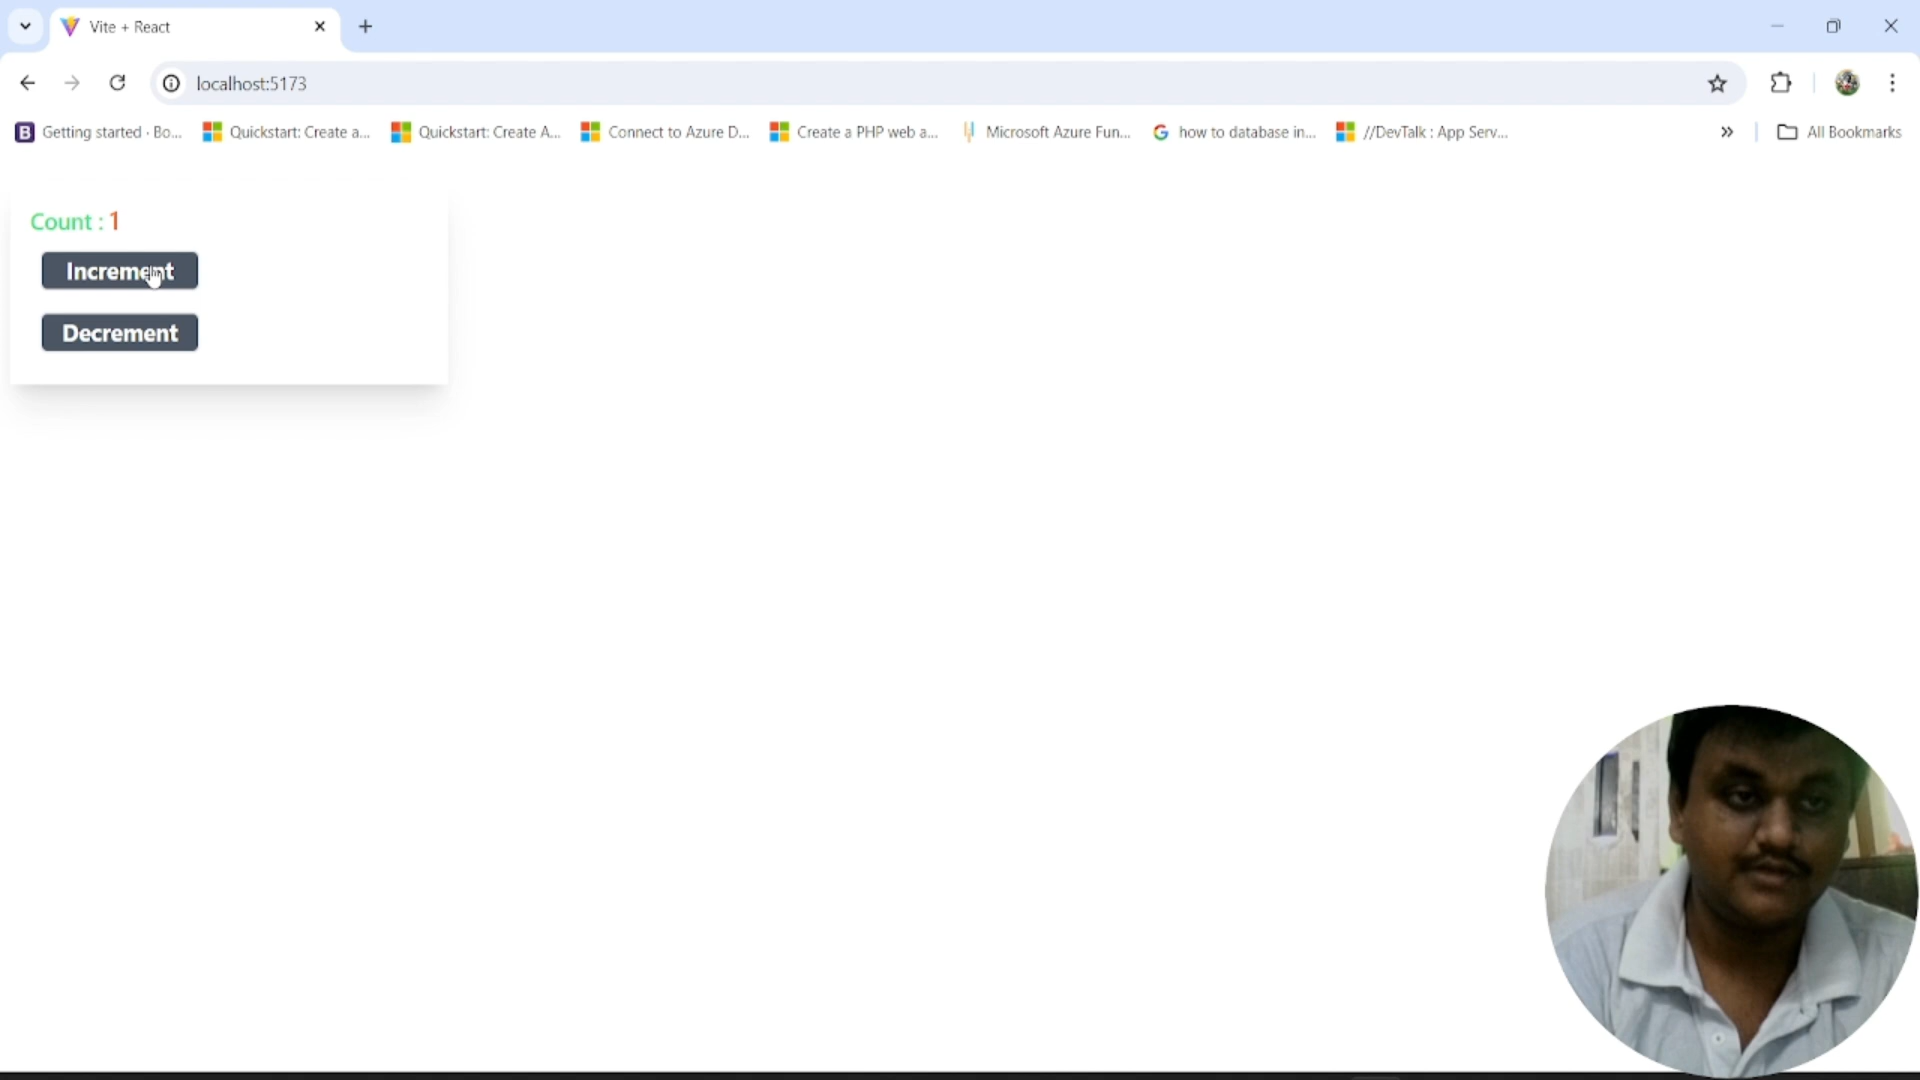 Vite + React
localhost:5173
Getting started · Bo... Quickstart: Create a... Quickstart: Create A... Connect to Azure D... Create a PHP web a... Microsoft Azure Fun... how to database in... //DevTalk : App Serv... » All Bookmarks
Count : 1
Increment
Decrement